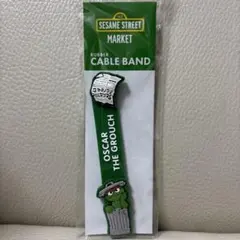 SESAME STREET
MARKET
RUBBER
CABLE BAND
OSCAR
THE GROUCH